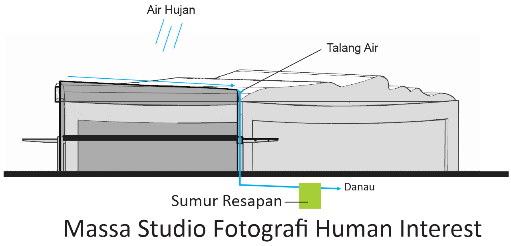 Air Hujan
Talang Air
Danau
Sumur Resapan
Massa Studio Fotografi Human Interest